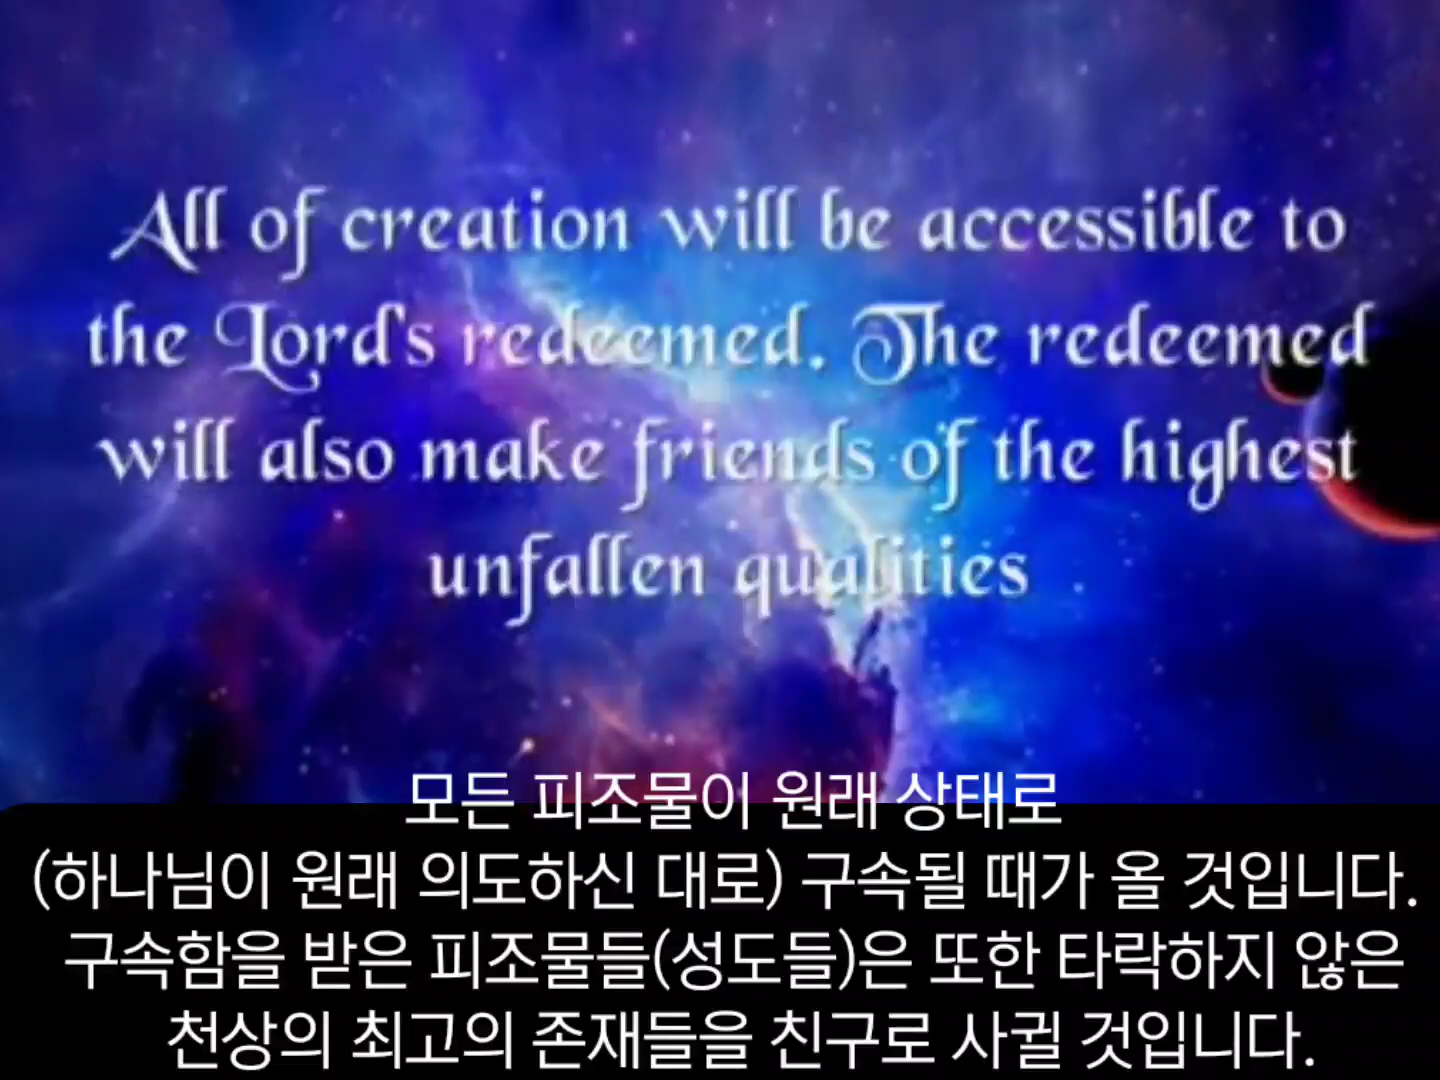 All of creation will be accessible to
the Lord's redeemed. The redeemed
will also make friends of the highest
unfallen qualities
모든 피조물이 원래 상태로
(하나님이 원래 의도하신 대로) 구속될 때가 올 것입니다.
구속함을 받은 피조물들(성도들)은 또한 타락하지 않은
천상의 최고의 존재들을 친구로 사귈 것입니다.